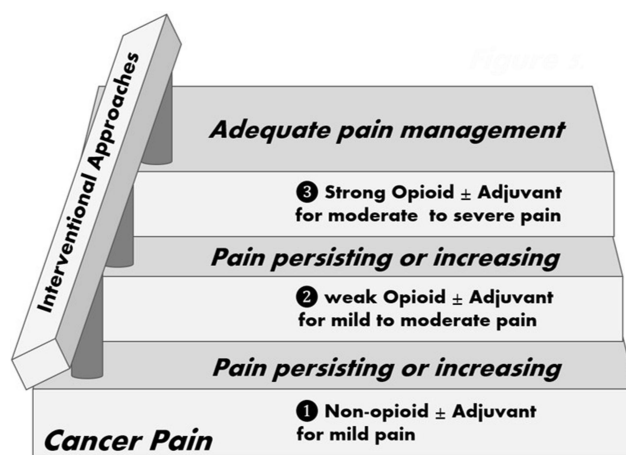 Figure 5.
Interventional Approaches
Adequate pain management
❸ Strong Opioid ± Adjuvant
for moderate to severe pain
Pain persisting or increasing
❷ weak Opioid ± Adjuvant
for mild to moderate pain
Pain persisting or increasing
❶ Non-opioid ± Adjuvant
for mild pain
Cancer Pain